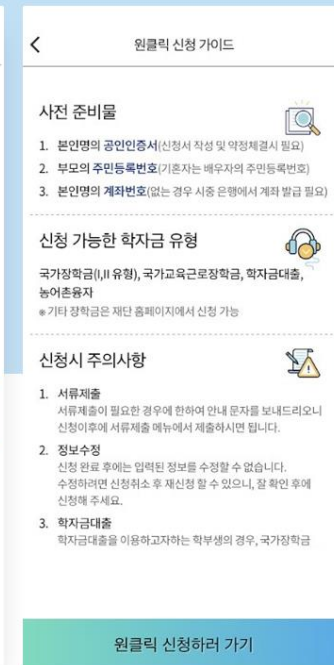 원클릭 신청 가이드
사전 준비물
1. 본인명의 공인인증서(신청서 작성 및 약정체결시 필요)
2. 부모의 주민등록번호(기혼자는 배우자의 주민등록번호)
3. 본인명의 계좌번호(없는 경우 시중 은행에서 계좌 발급 필요)
신청 가능한 학자금 유형
국가장학금(I,II 유형), 국가교육근로장학금, 학자금대출,
농어촌융자
※ 기타 장학금은 재단 홈페이지에서 신청 가능
신청시 주의사항
1. 서류제출
서류제출이 필요한 경우에 한하여 안내 문자를 보내드리오니
신청이후에 서류제출 메뉴에서 제출하시면 됩니다.
2. 정보수정
신청 완료 후에는 입력된 정보를 수정할 수 없습니다.
수정하려면 신청취소 후 재신청 할 수 있으니, 잘 확인 후에
신청해 주세요.
3. 학자금대출
학자금대출을 이용하고자하는 학부생의 경우, 국가장학금
원클릭 신청하러 가기